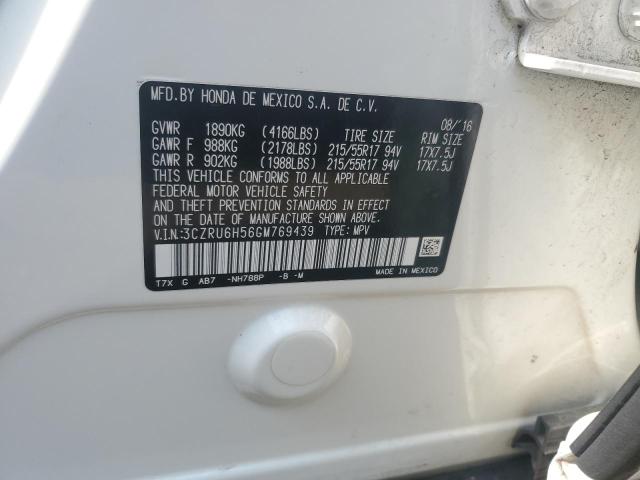 MFD.BY HONDA DE MEXICO S.A. DE C.V.
08/'16
GVWR 1890KG (4166LBS) TIRE SIZE RIM SIZE
GAWR F 988KG (2178LBS) 215/55R17 94V 17X7.5J
GAWR R 902KG (1988LBS) 215/55R17 94V 17X7.5J
THIS VEHICLE CONFORMS TO ALL APPLICABLE
FEDERAL MOTOR VEHICLE SAFETY
AND THEFT PREVENTION STANDARDS IN EFFECT
ON THE DATE OF MANUFACTURE SHOWN ABOVE.
V.I.N:3CZRU6H56GM769439 TYPE: MPV
T7X G AB7 -NH788P -B -M MADE IN MEXICO